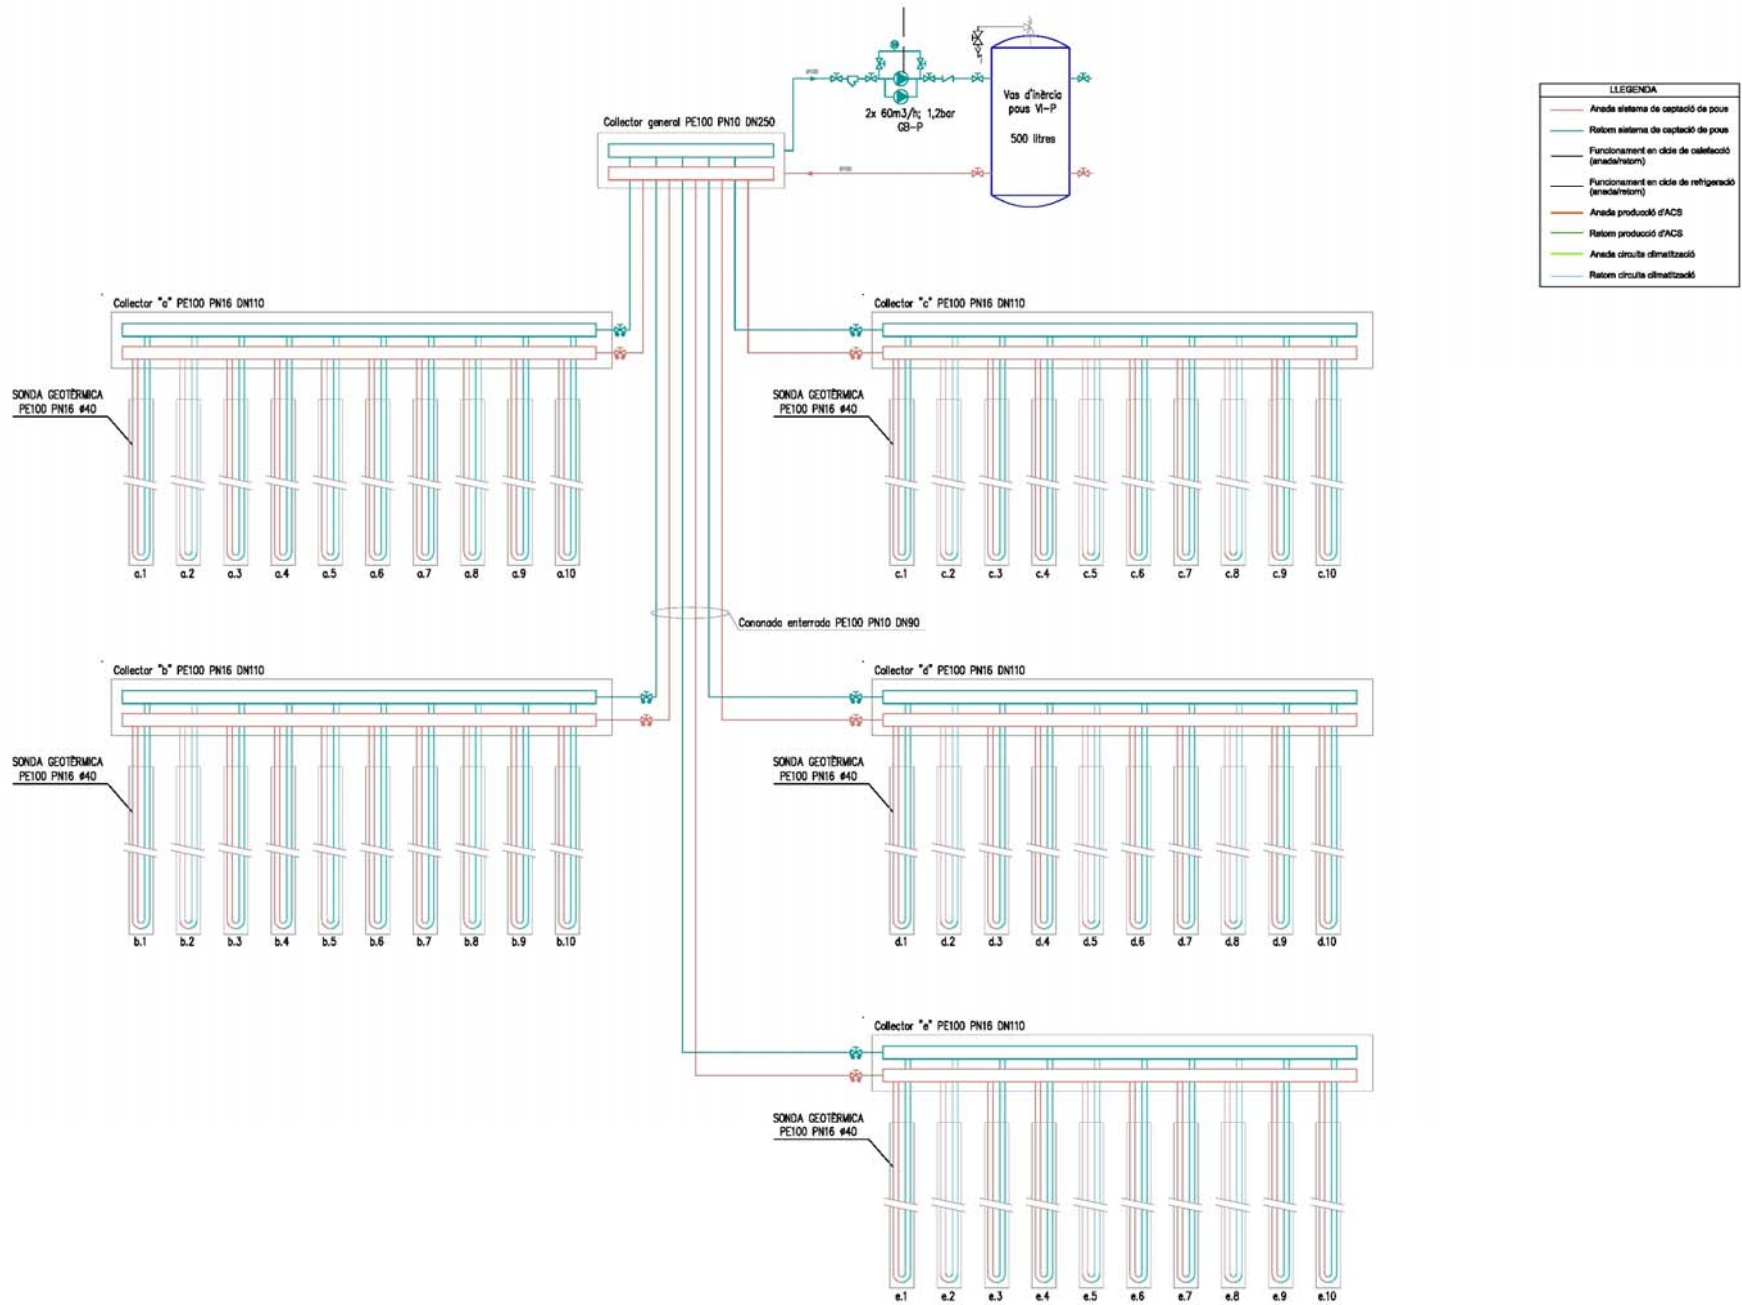 2x 60m3/h; 1,2bar
GB-P
Vas d'inèrcia
pous VI-P
500 litres
Collector general PE100 PN10 DN250
LLEGENDA
Anada sistema de captació de pous
Retorn sistema de captació de pous
Funcionament en cicle de calefacció
(anada/retorn)
Funcionament en cicle de refrigeració
(anada/retorn)
Anada producció d'ACS
Retorn producció d'ACS
Anada circuits climatització
Retorn circuits climatització
Collector "a" PE100 PN16 DN110
SONDA GEOTÈRMICA
PE100 PN16 ø40
a.1 a.2 a.3 a.4 a.5 a.6 a.7 a.8 a.9 a.10
Collector "c" PE100 PN16 DN110
SONDA GEOTÈRMICA
PE100 PN16 ø40
c.1 c.2 c.3 c.4 c.5 c.6 c.7 c.8 c.9 c.10
Cononada enterrada PE100 PN10 DN90
Collector "b" PE100 PN16 DN110
SONDA GEOTÈRMICA
PE100 PN16 ø40
b.1 b.2 b.3 b.4 b.5 b.6 b.7 b.8 b.9 b.10
Collector "d" PE100 PN16 DN110
SONDA GEOTÈRMICA
PE100 PN16 ø40
d.1 d.2 d.3 d.4 d.5 d.6 d.7 d.8 d.9 d.10
Collector "e" PE100 PN16 DN110
SONDA GEOTÈRMICA
PE100 PN16 ø40
e.1 e.2 e.3 e.4 e.5 e.6 e.7 e.8 e.9 e.10